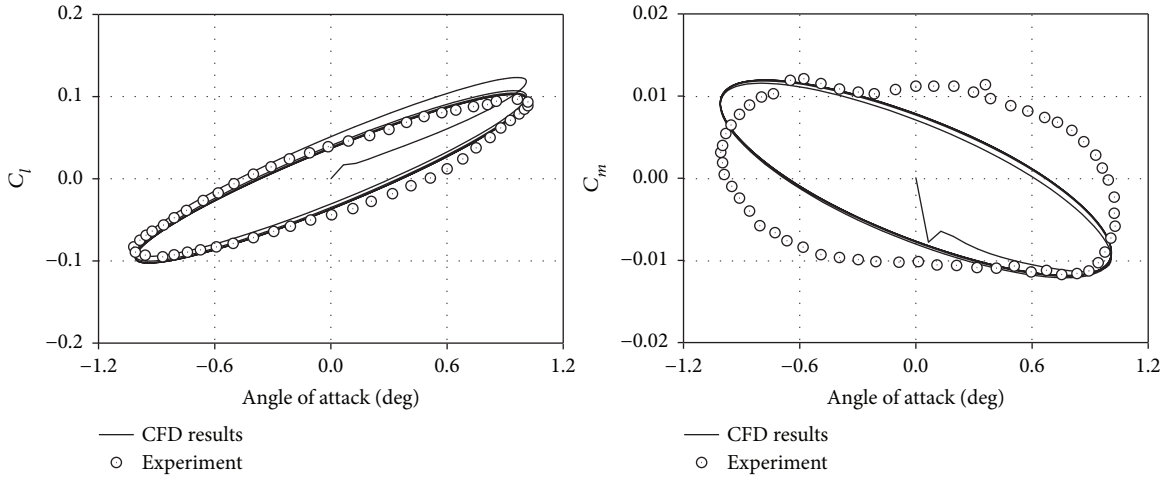 0.2
0.1
0.0
−0.1
−0.2
C_l
−1.2 −0.6 0.0 0.6 1.2
Angle of attack (deg)
CFD results
Experiment
0.02
0.01
0.00
−0.01
−0.02
C_m
−1.2 −0.6 0.0 0.6 1.2
Angle of attack (deg)
CFD results
Experiment